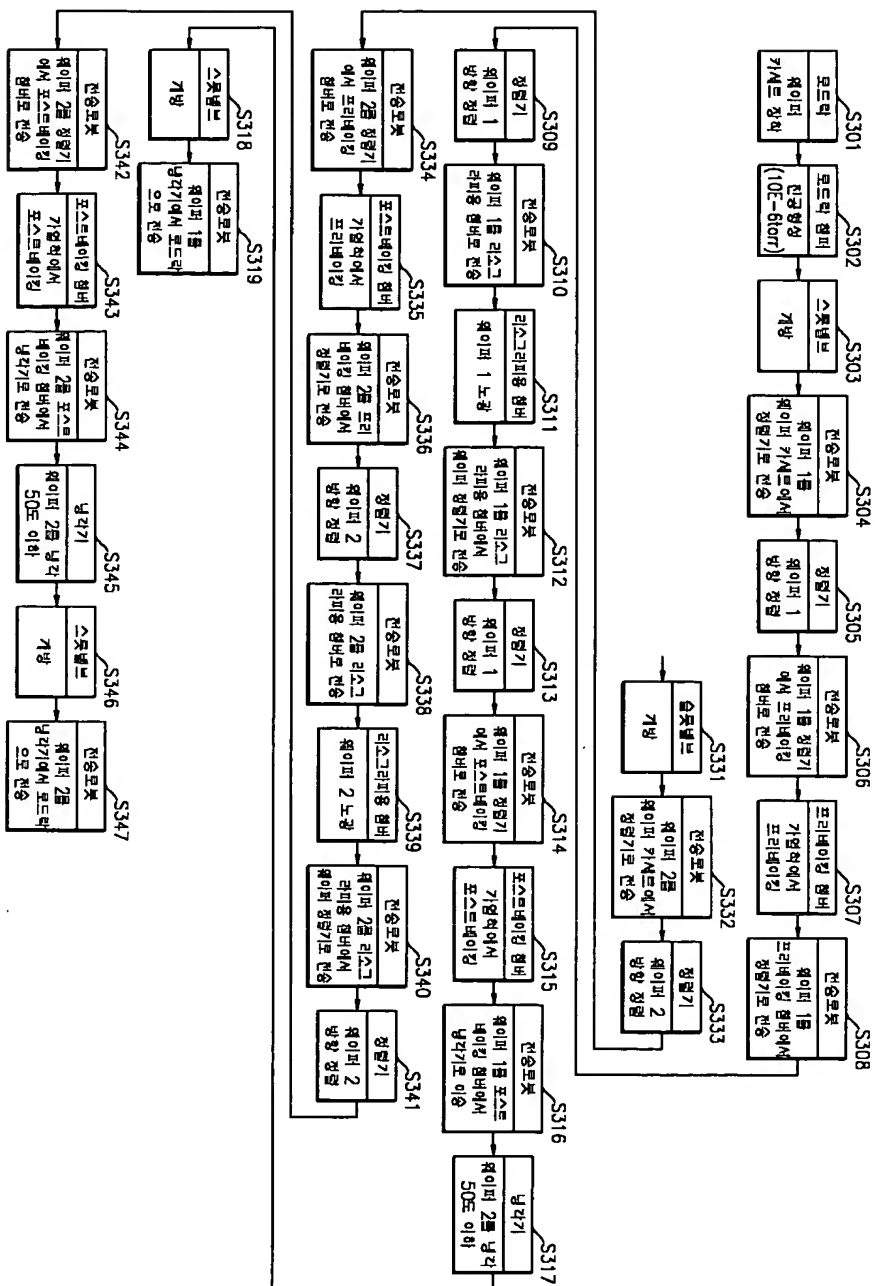 S301
로드락
웨이퍼
카세트 장착
S302
로드락
진공형성
(10E-6torr)
S303
스롯밸브
개방
S304
전송로봇
웨이퍼 1를
웨이퍼 카세트에서
정렬기로 전송
S305
정렬기
웨이퍼 1
방향 정렬
S306
전송로봇
웨이퍼 1를 정렬기
에서 프리베이킹
챔버로 전송
S307
프리베이킹 챔버
가열척에서
프리베이킹
S308
전송로봇
웨이퍼 1를
프리베이킹 챔버에서
정렬기로 전송
S331
슬롯밸브
개방
S332
전송로봇
웨이퍼 2를
웨이퍼 카세트에서
정렬기로 전송
S333
정렬기
웨이퍼 2
방향 정렬
S309
정렬기
웨이퍼 1
방향 정렬
S310
전송로봇
웨이퍼 1를 리소그
라피용 챔버로 전송
S311
리소그라피용 챔버
웨이퍼 1 노광
S312
전송로봇
웨이퍼 1를 리소그
라피용 챔버에서
웨이퍼 정렬기로 전송
S313
정렬기
웨이퍼 1
방향 정렬
S314
전송로봇
웨이퍼 1를 정렬기
에서 포스트베이킹
챔버로 전송
S315
포스트베이킹 챔버
가열척에서
포스트베이킹
S316
전송로봇
웨이퍼 1를 포스트
베이킹 챔버에서
냉각기로 이송
S317
냉각기
웨이퍼 2를 냉각
50도 이하
S334
전송로봇
웨이퍼 2를 정렬기
에서 프리베이킹
챔버로 전송
S335
포스트베이킹 챔버
가열척에서
프리베이킹
S336
전송로봇
웨이퍼 2를 프리
베이킹 챔버에서
정렬기로 전송
S337
정렬기
웨이퍼 2
방향 정렬
S338
전송로봇
웨이퍼 2를 리소그
라피용 챔버로 전송
S339
리소그라피용 챔버
웨이퍼 2 노광
S340
전송로봇
웨이퍼 2를 리소그
라피용 챔버에서
웨이퍼 정렬기로 전송
S341
정렬기
웨이퍼 2
방향 정렬
S318
스롯밸브
개방
S319
전송로봇
웨이퍼 1를
냉각기에서 로드락
으로 전송
S342
전송로봇
웨이퍼 2를 정렬기
에서 포스트베이킹
챔버로 전송
S343
포스트베이킹 챔버
가열척에서
포스트베이킹
S344
전송로봇
웨이퍼 2를 포스트
베이킹 챔버에서
냉각기로 전송
S345
냉각기
웨이퍼 2를 냉각
50도 이하
S346
스롯밸브
개방
S347
전송로봇
웨이퍼 2를
냉각기에서 로드락
으로 전송